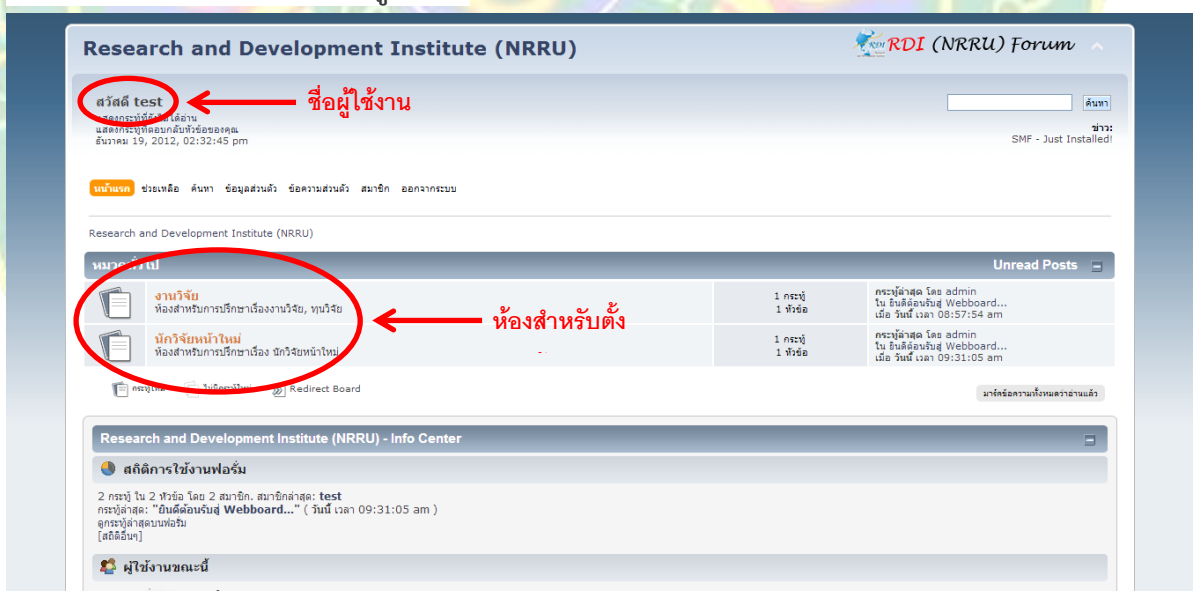 Research and Development Institute (NRRU)
RDI (NRRU) Forum
สวัสดี test
ชื่อผู้ใช้งาน
ค้นหา
แสดงกระทู้ที่ตอบกลับหัวข้อของคุณ
ธันวาคม 19, 2012, 02:32:45 pm
ข่าว:
SMF - Just Installed!
หน้าแรก ช่วยเหลือ ค้นหา ข้อมูลส่วนตัว ข้อความส่วนตัว สมาชิก ออกจากระบบ
Research and Development Institute (NRRU)
Unread Posts
งานวิจัย
ห้องสำหรับการปรึกษาเรื่องงานวิจัย, ทุนวิจัย
1 กระทู้
1 หัวข้อ
กระทู้ล่าสุด โดย admin
ใน ยินดีต้อนรับสู่ Webboard...
เมื่อ วันนี้ เวลา 08:57:54 am
ห้องสำหรับตั้ง
นักวิจัยหน้าใหม่
ห้องสำหรับการปรึกษาเรื่อง นักวิจัยหน้าใหม่
1 กระทู้
1 หัวข้อ
กระทู้ล่าสุด โดย admin
ใน ยินดีต้อนรับสู่ Webboard...
เมื่อ วันนี้ เวลา 09:31:05 am
Redirect Board
มาร์คข้อความทั้งหมดว่าอ่านแล้ว
Research and Development Institute (NRRU) - Info Center
สถิติการใช้งานฟอรั่ม
2 กระทู้ ใน 2 หัวข้อ โดย 2 สมาชิก. สมาชิกล่าสุด: test
กระทู้ล่าสุด: "ยินดีต้อนรับสู่ Webboard..." ( วันนี้ เวลา 09:31:05 am )
ดูกระทู้ล่าสุดบนฟอรั่ม
[สถิติอื่นๆ]
ผู้ใช้งานขณะนี้